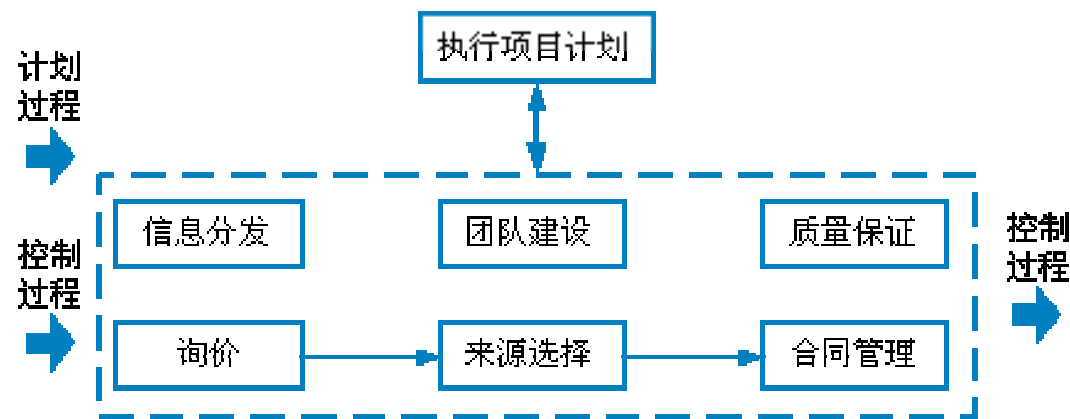 执行项目计划
计划
过程
信息分发
团队建设
质量保证
控制
过程
控制
过程
询价
来源选择
合同管理